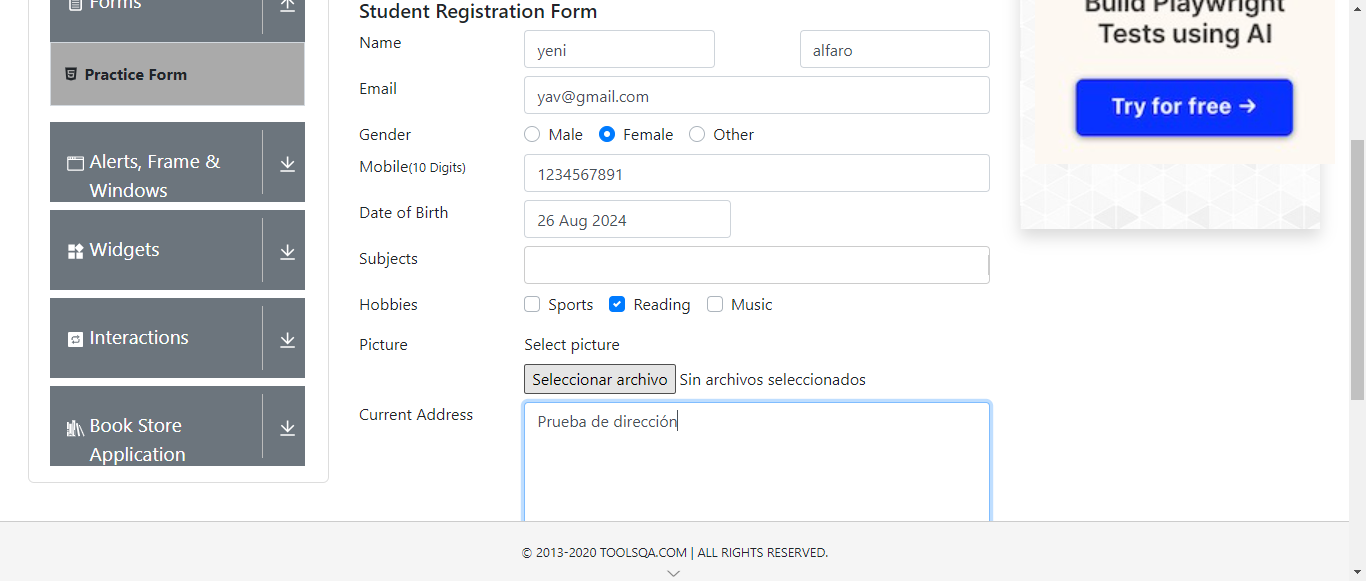 Forms
Practice Form
Alerts, Frame &
Windows
Widgets
Interactions
Book Store
Application
Student Registration Form
Name
yeni
alfaro
Email
yav@gmail.com
Gender
Male
Female
Other
Mobile(10 Digits)
1234567891
Date of Birth
26 Aug 2024
Subjects
Hobbies
Sports
Reading
Music
Picture
Select picture
Seleccionar archivo Sin archivos seleccionados
Current Address
Prueba de dirección
Build Playwright
Tests using AI
Try for free →
© 2013-2020 TOOLSQA.COM | ALL RIGHTS RESERVED.